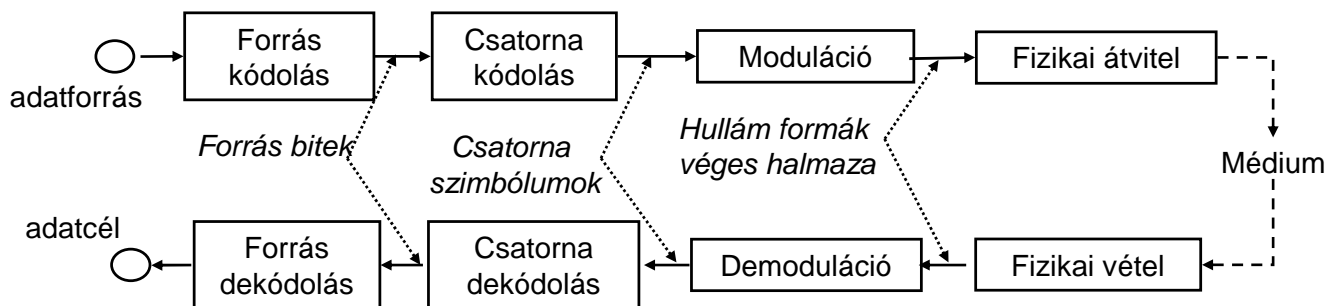 Forrás
kódolás
Csatorna
kódolás
Moduláció
Fizikai átvitel
adatforrás
Forrás bitek
Csatorna
szimbólumok
Hullám formák
véges halmaza
Médium
adatcél
Forrás
dekódolás
Csatorna
dekódolás
Demoduláció
Fizikai vétel